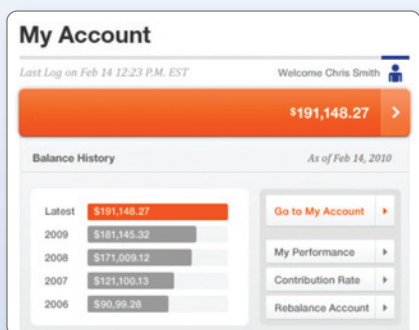 My Account
Last Log on Feb 14 12:23 P.M. EST
Welcome Chris Smith
$191,148.27
Balance History
As of Feb 14, 2010
Latest $191,148.27
2009 $181,145.32
2008 $171,009.12
2007 $121,100.13
2006 $90,99.28
Go to My Account
My Performance
Contribution Rate
Rebalance Account